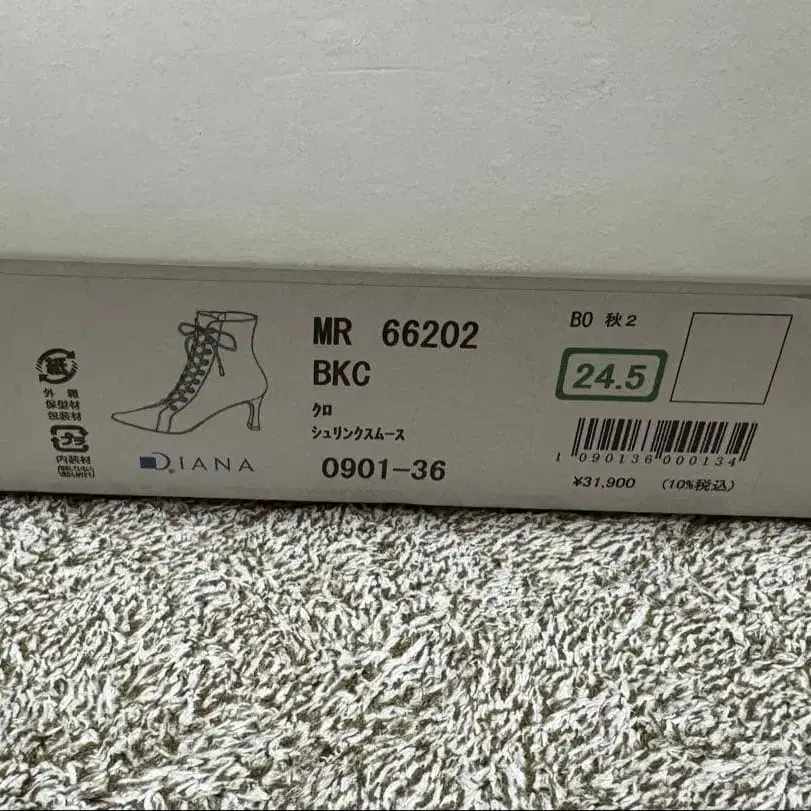 紙
外箱
保型材
包装材
プラ
内装材
DIANA
MR 66202
BKC
クロ
シュリンクスムース
0901-36
BO 秋2
24.5
1 090136 000134
¥31,900 (10%税込)